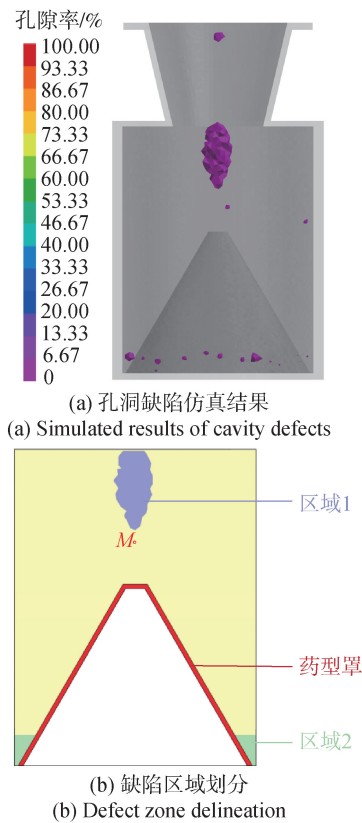 孔隙率/%
100.00
93.33
86.67
80.00
73.33
66.67
60.00
53.33
46.67
40.00
33.33
26.67
20.00
13.33
6.67
0
(a) 孔洞缺陷仿真结果
(a) Simulated results of cavity defects
区域1
M
药型罩
区域2
(b) 缺陷区域划分
(b) Defect zone delineation